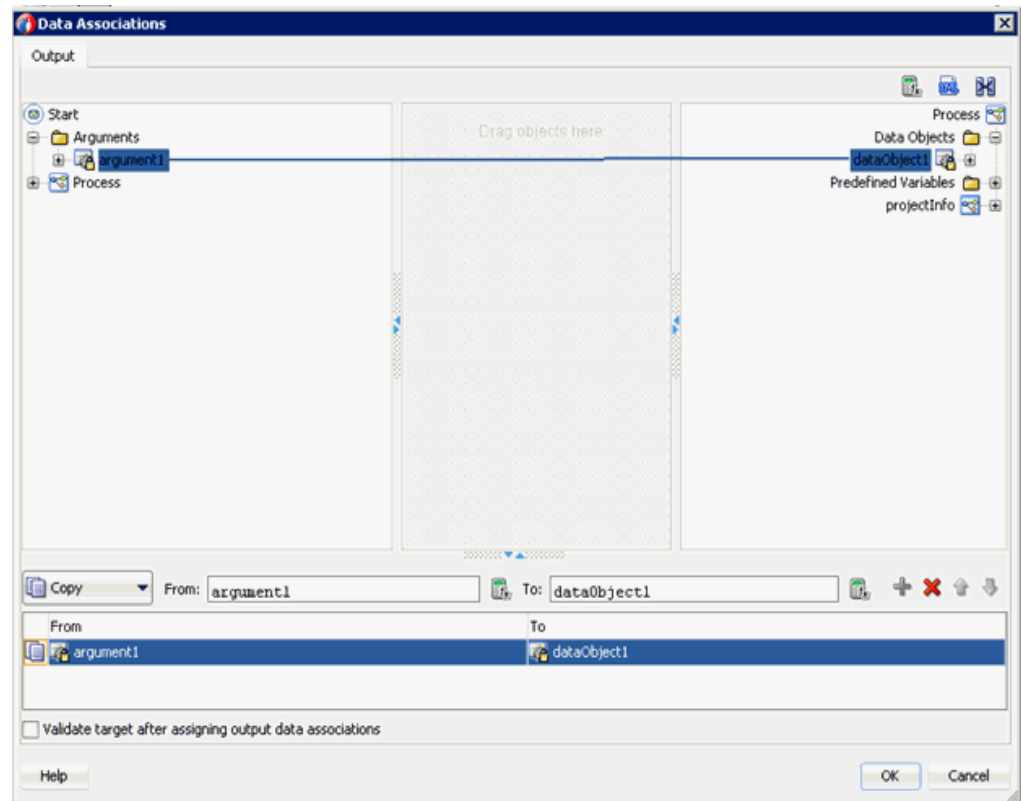 Data Associations
Output
Start
Arguments
argument1
Process
Drag objects here
Process
Data Objects
dataObject1
Predefined Variables
projectInfo
Copy From: argument1 To: dataObject1
From To
argument1 dataObject1
Validate target after assigning output data associations
Help OK Cancel